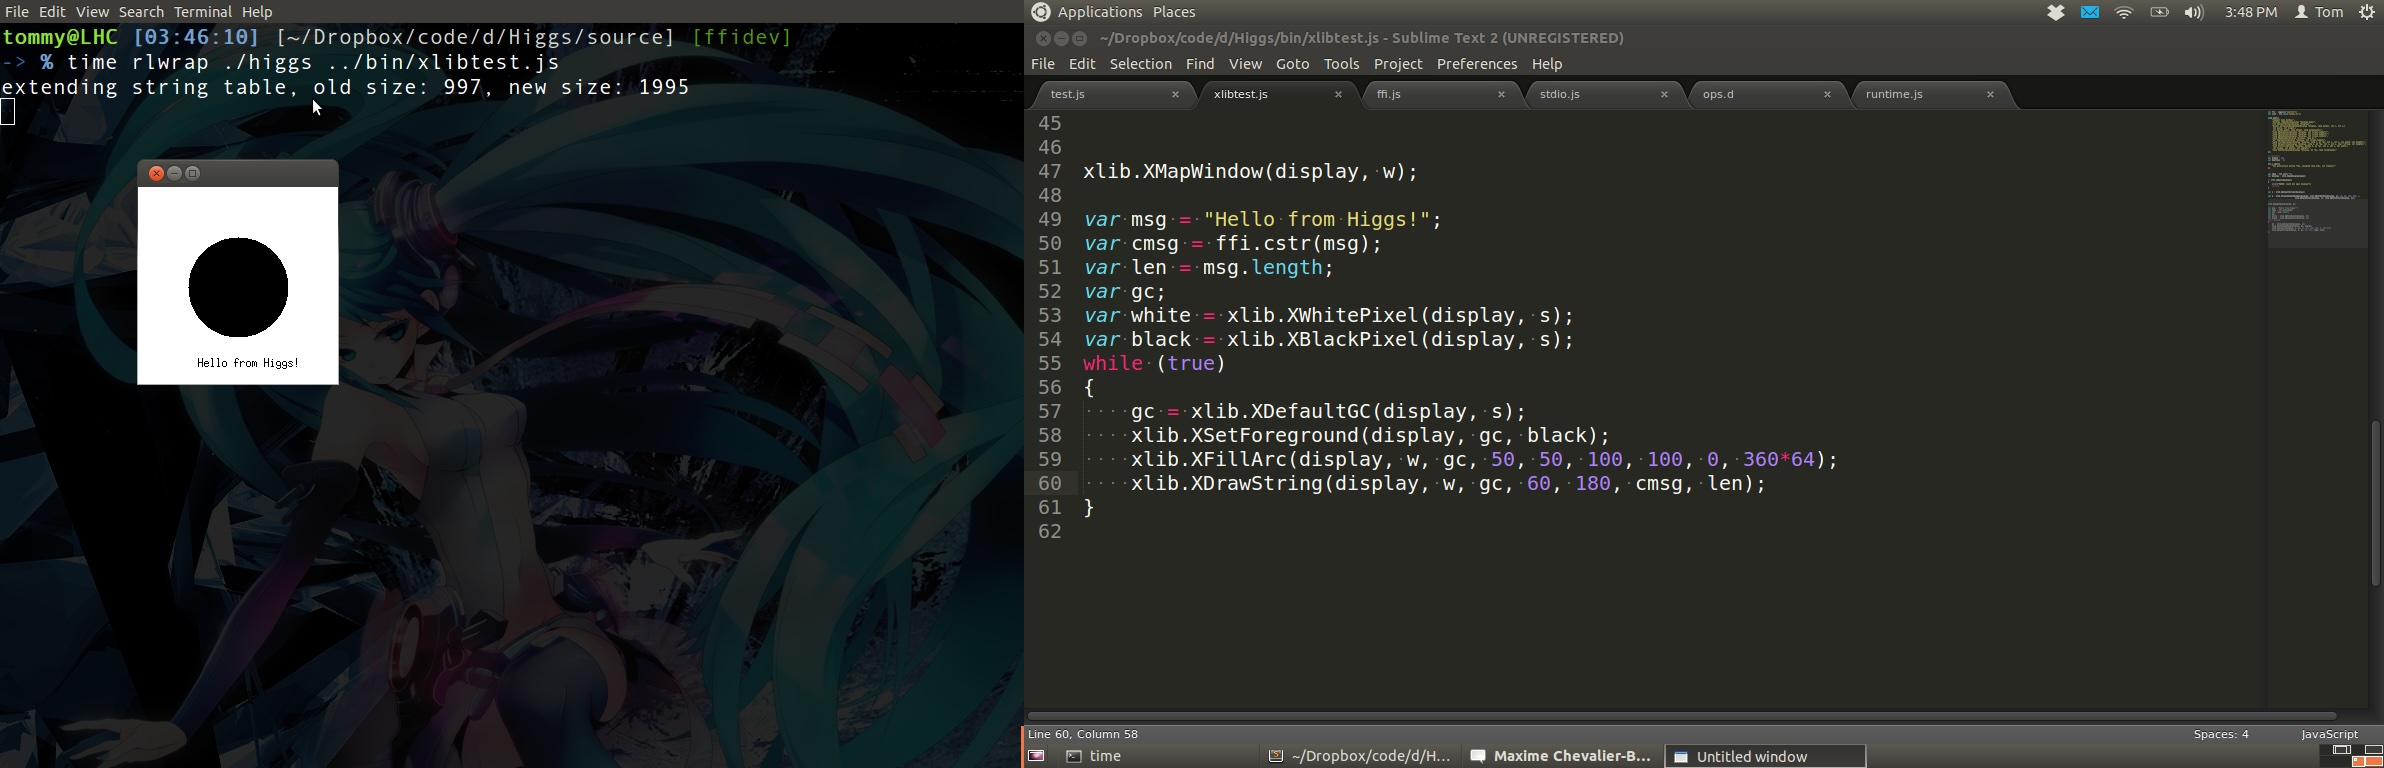 File Edit View Search Terminal Help
tommy@LHC [03:46:10] [~/Dropbox/code/d/Higgs/source] [ffidev]
-> % time rlwrap ./higgs ../bin/xlibtest.js
extending string table, old size: 997, new size: 1995
Hello from Higgs!
Applications Places
3:48 PM Tom
~/Dropbox/code/d/Higgs/bin/xlibtest.js - Sublime Text 2 (UNREGISTERED)
File Edit Selection Find View Goto Tools Project Preferences Help
test.js × xlibtest.js × ffi.js × stdio.js × ops.d × runtime.js ×
45
46
47 xlib.XMapWindow(display, w);
48
49 var msg = "Hello from Higgs!";
50 var cmsg = ffi.cstr(msg);
51 var len = msg.length;
52 var gc;
53 var white = xlib.XWhitePixel(display, s);
54 var black = xlib.XBlackPixel(display, s);
55 while (true)
56 {
57     gc = xlib.XDefaultGC(display, s);
58     xlib.XSetForeground(display, gc, black);
59     xlib.XFillArc(display, w, gc, 50, 50, 100, 100, 0, 360*64);
60     xlib.XDrawString(display, w, gc, 60, 180, cmsg, len);
61 }
62
Line 60, Column 58
Spaces: 4 JavaScript
time ~/Dropbox/code/d/H... Maxime Chevalier-B... Untitled window